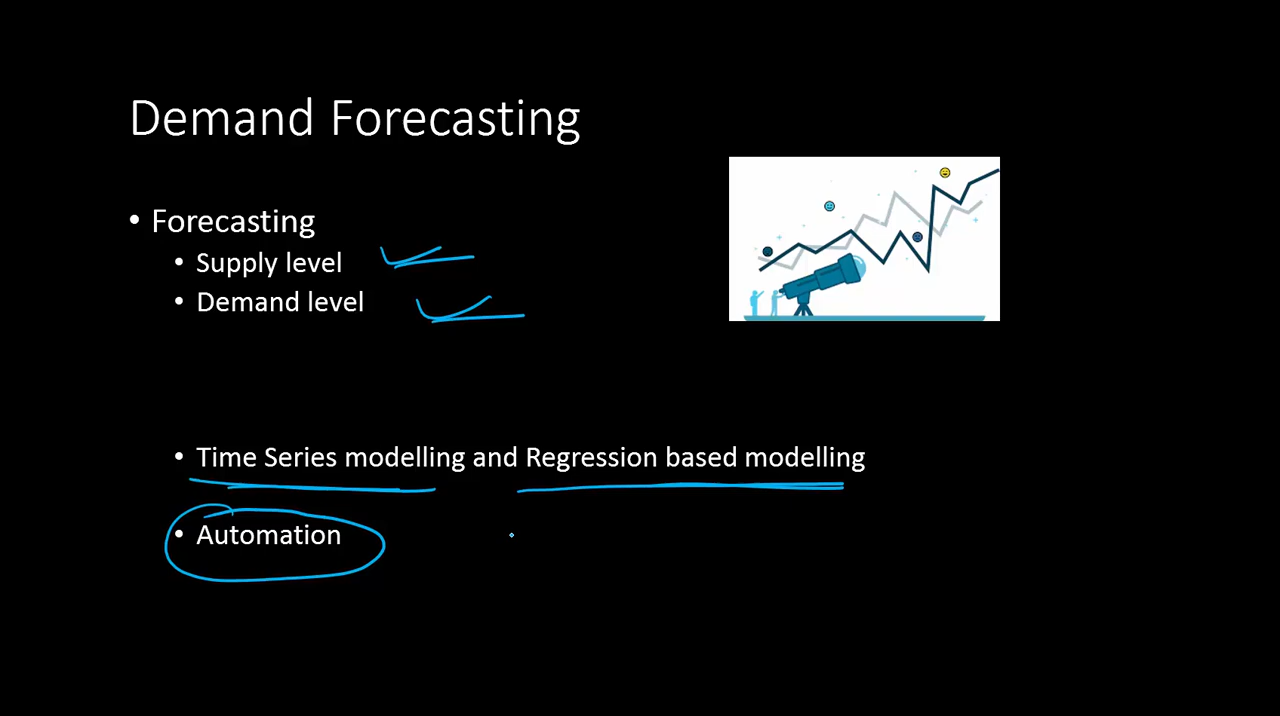 Demand Forecasting
• Forecasting
• Supply level
• Demand level
• Time Series modelling and Regression based modelling
• Automation